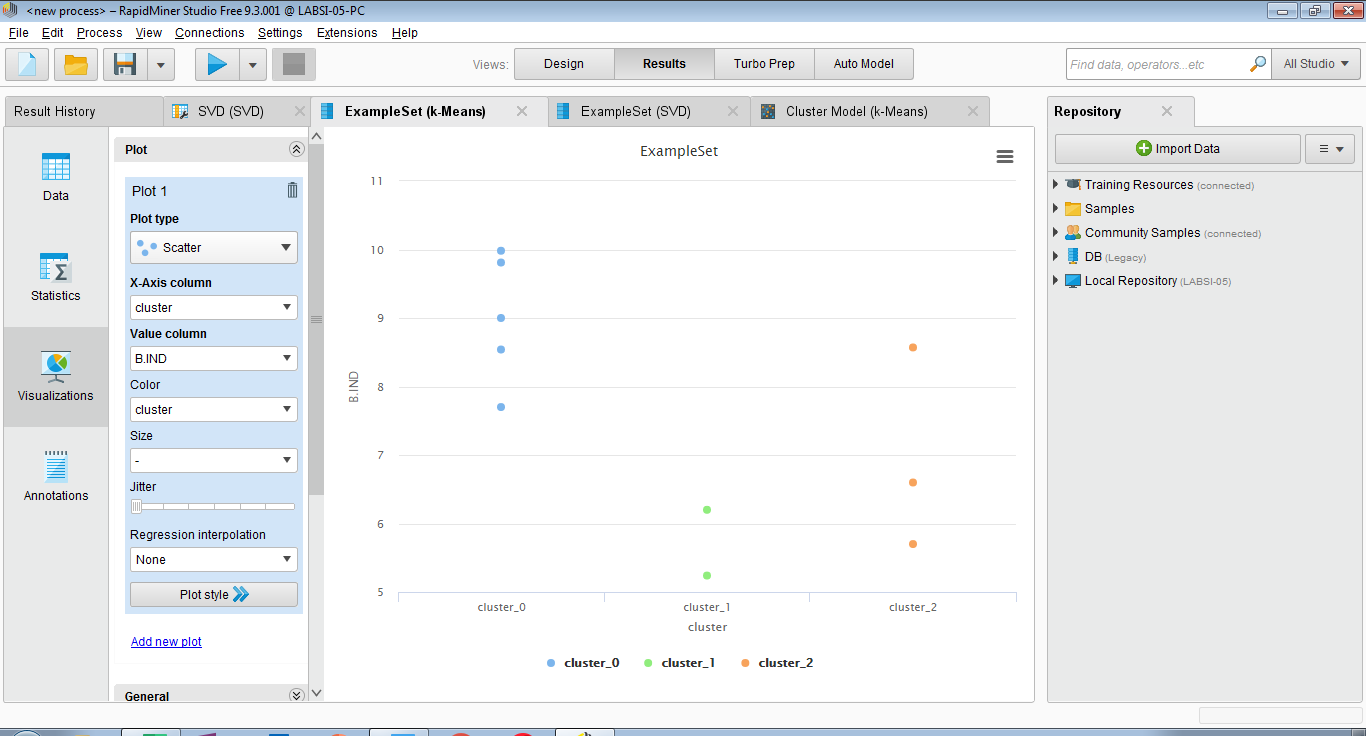 <new process> – RapidMiner Studio Free 9.3.001 @ LABSI-05-PC
File Edit Process View Connections Settings Extensions Help
Views: Design Results Turbo Prep Auto Model
Find data, operators...etc
All Studio
Result History
SVD (SVD)
ExampleSet (k-Means)
ExampleSet (SVD)
Cluster Model (k-Means)
Data
Statistics
Visualizations
Annotations
Plot
Plot 1
Plot type
Scatter
X-Axis column
cluster
Value column
B.IND
Color
cluster
Size
-
Jitter
Regression interpolation
None
Plot style
Add new plot
General
ExampleSet
11
10
9
8
7
6
5
B.IND
cluster_0 cluster_1 cluster_2
cluster
cluster_0 cluster_1 cluster_2
Repository
Import Data
Training Resources (connected)
Samples
Community Samples (connected)
DB (Legacy)
Local Repository (LABSI-05)